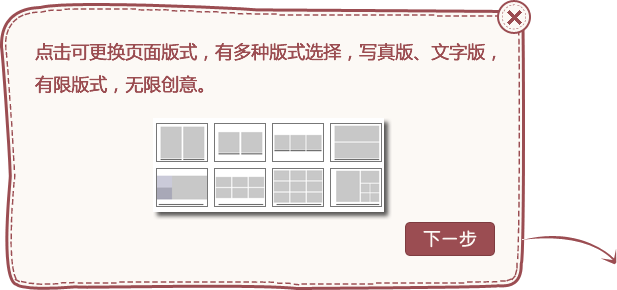 点击可更换页面版式，有多种版式选择，写真版、文字版，
有限版式，无限创意。
下一步